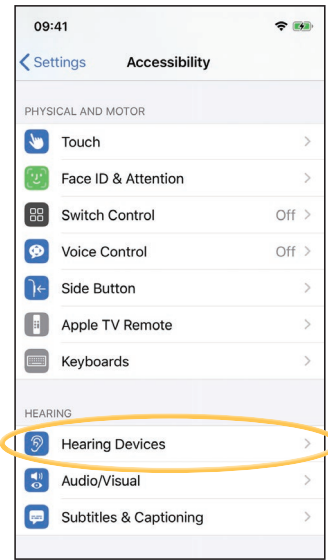 09:41
Settings Accessibility
PHYSICAL AND MOTOR
Touch
Face ID & Attention
Switch Control Off
Voice Control Off
Side Button
Apple TV Remote
Keyboards
HEARING
Hearing Devices
Audio/Visual
Subtitles & Captioning